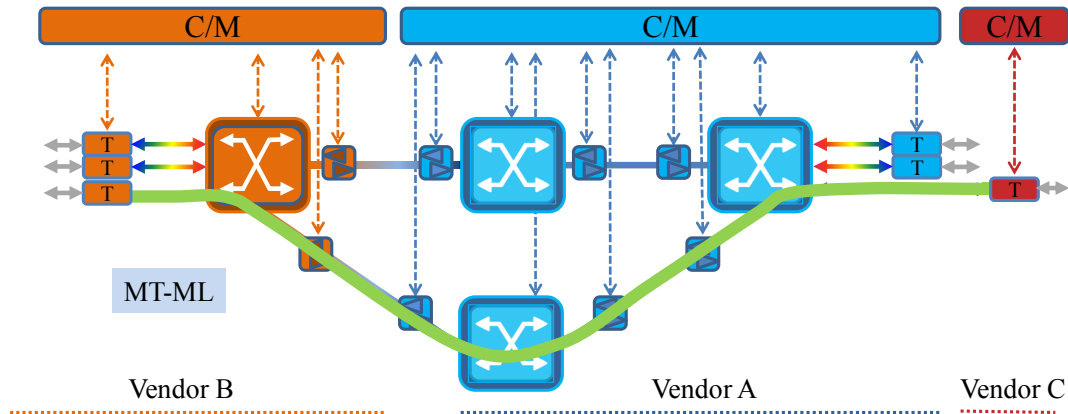 C/M
C/M
C/M
T
T
T
T
T
T
MT-ML
Vendor B
Vendor A
Vendor C